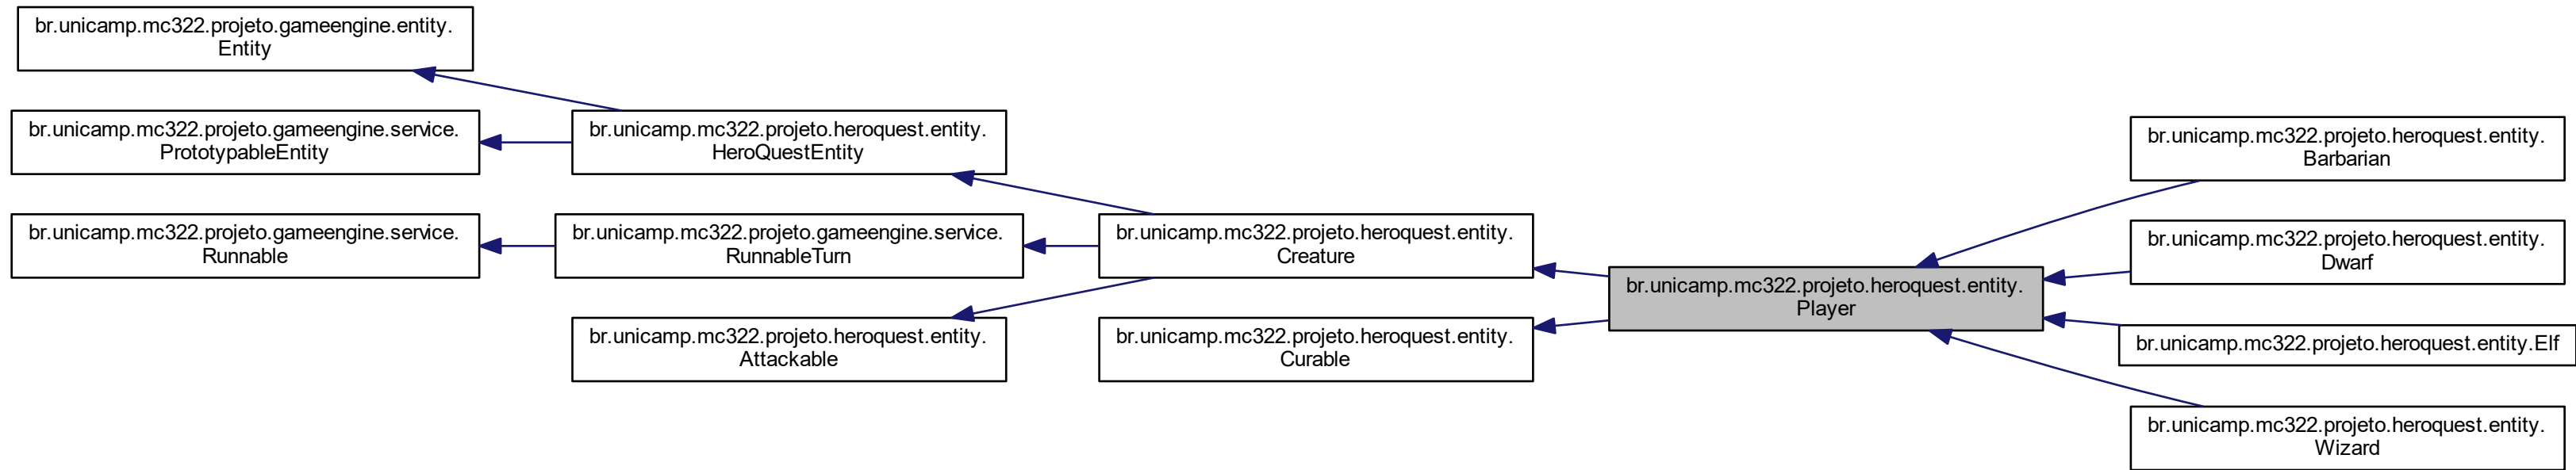 br.unicamp.mc322.projeto.gameengine.entity.
Entity
br.unicamp.mc322.projeto.gameengine.service.
PrototypableEntity
br.unicamp.mc322.projeto.gameengine.service.
Runnable
br.unicamp.mc322.projeto.heroquest.entity.
HeroQuestEntity
br.unicamp.mc322.projeto.gameengine.service.
RunnableTurn
br.unicamp.mc322.projeto.heroquest.entity.
Attackable
br.unicamp.mc322.projeto.heroquest.entity.
Creature
br.unicamp.mc322.projeto.heroquest.entity.
Curable
br.unicamp.mc322.projeto.heroquest.entity.
Player
br.unicamp.mc322.projeto.heroquest.entity.
Barbarian
br.unicamp.mc322.projeto.heroquest.entity.
Dwarf
br.unicamp.mc322.projeto.heroquest.entity.Elf
br.unicamp.mc322.projeto.heroquest.entity.
Wizard